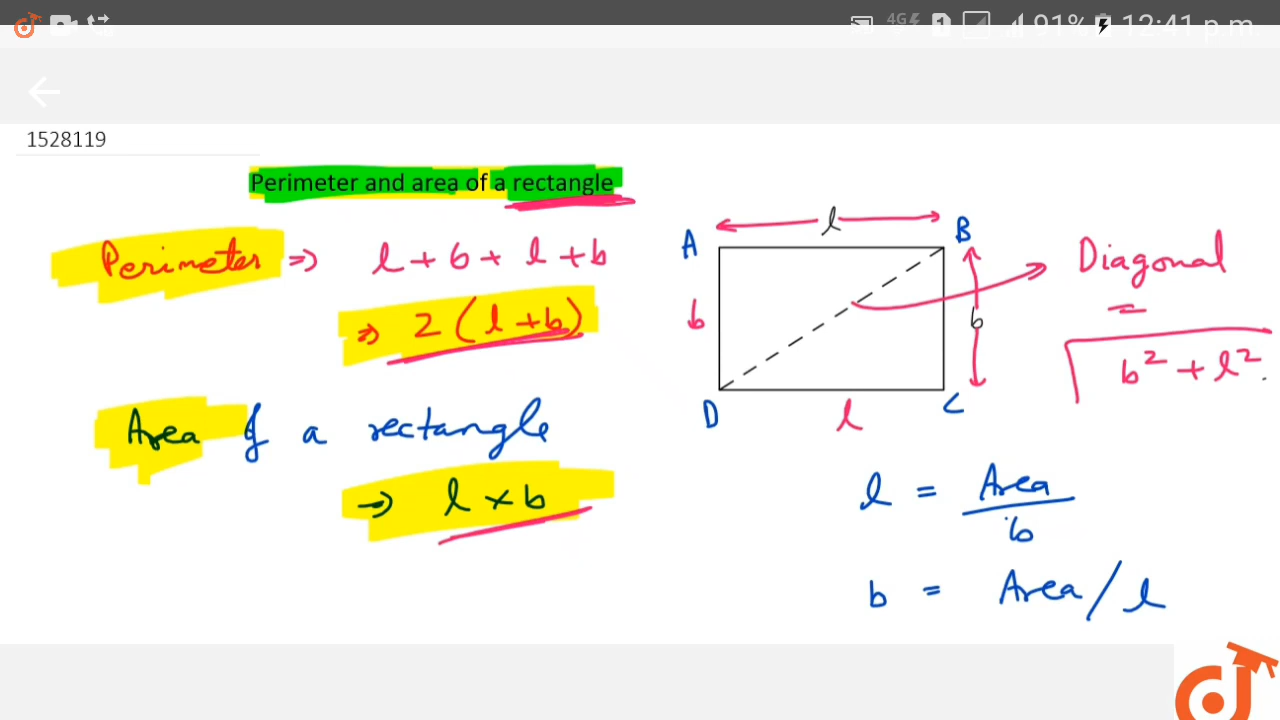 4G 1 91% 12:41 p.m.
1528119
Perimeter and area of a rectangle
Perimeter ⇒ l + b + l + b
⇒ 2 (l + b)
Area of a rectangle
⇒ l × b
l
A B
b b
D C
l
Diagonal
=
√b² + l²
l = Area / b
b = Area / l